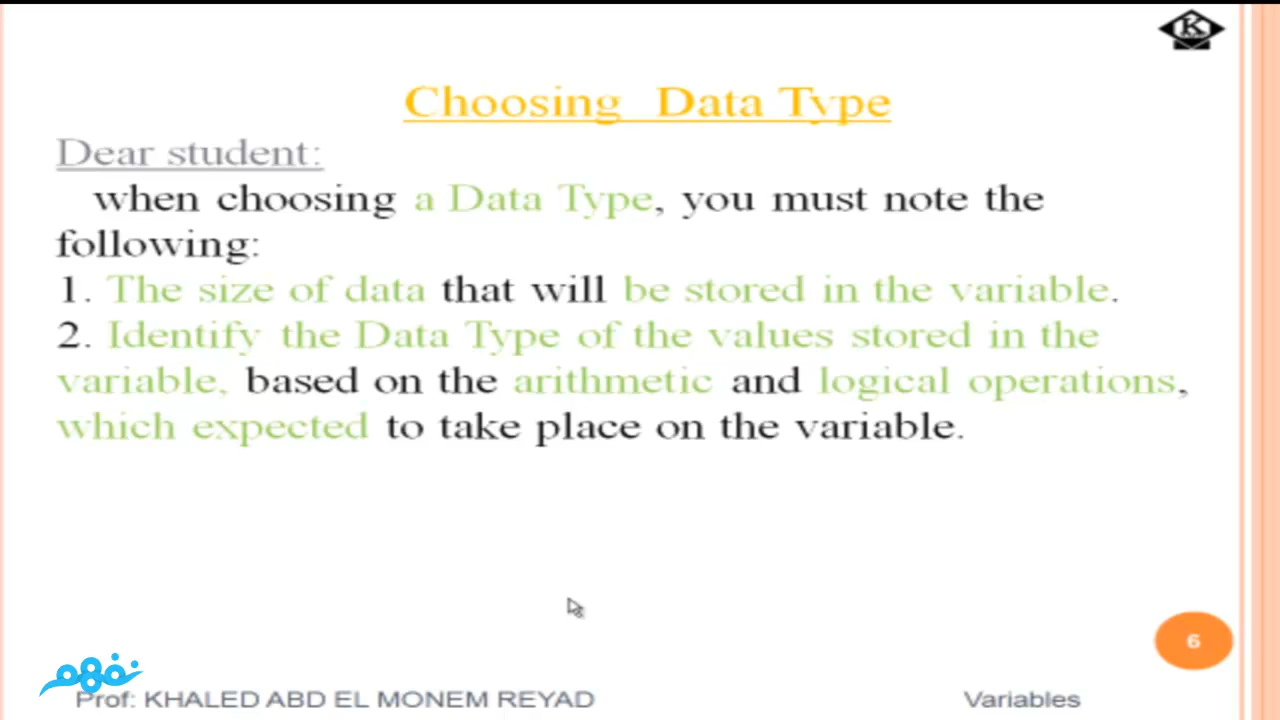 K
Choosing Data Type
Dear student:
when choosing a Data Type, you must note the
following:
1. The size of data that will be stored in the variable.
2. Identify the Data Type of the values stored in the
variable, based on the arithmetic and logical operations,
which expected to take place on the variable.
6
نفهم
Prof: KHALED ABD EL MONEM REYAD
Variables